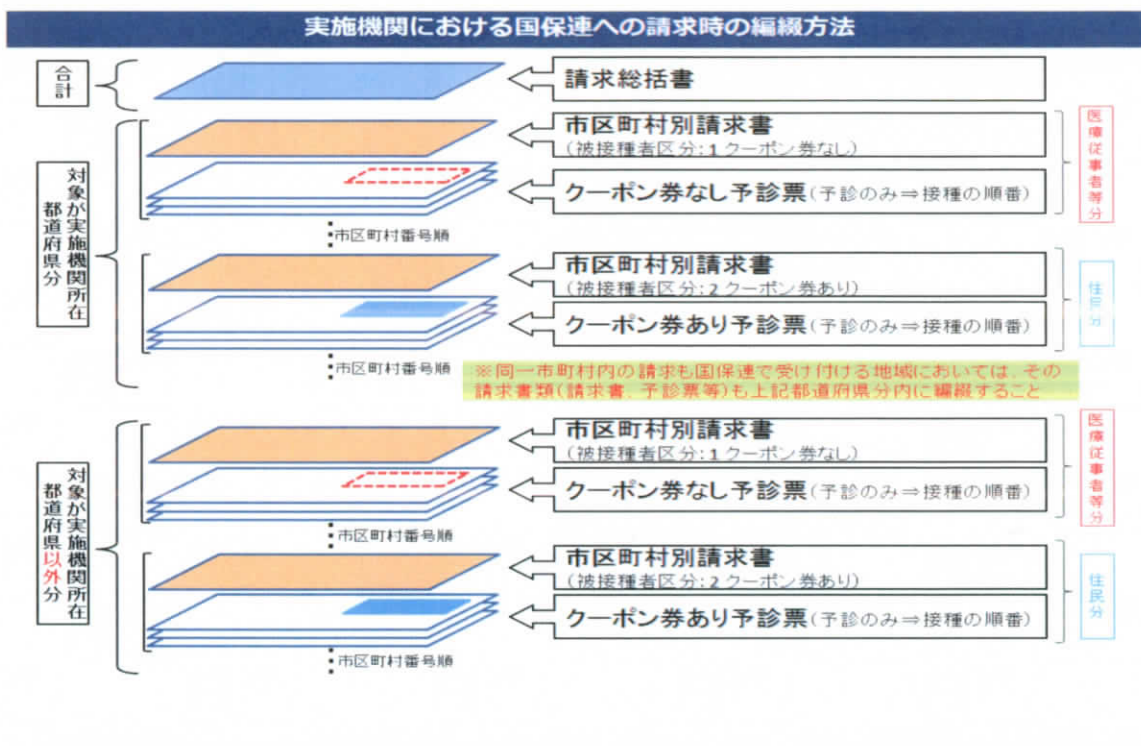 実施機関における国保連への請求時の編綴方法
合計
請求総括書
対象が実施機関所在
都道府県分
市区町村別請求書
(被接種者区分:1 クーポン券なし)
クーポン券なし予診票(予診のみ⇒接種の順番)
医療従事者等分
市区町村番号順
市区町村別請求書
(被接種者区分:2 クーポン券あり)
クーポン券あり予診票(予診のみ⇒接種の順番)
住民分
市区町村番号順
※同一市町村内の請求も国保連で受け付ける地域においては、その
請求書類(請求書、予診票等)も上記都道府県分内に編綴すること
対象が実施機関所在
都道府県以外分
市区町村別請求書
(被接種者区分:1 クーポン券なし)
クーポン券なし予診票(予診のみ⇒接種の順番)
医療従事者等分
市区町村番号順
市区町村別請求書
(被接種者区分:2 クーポン券あり)
クーポン券あり予診票(予診のみ⇒接種の順番)
住民分
市区町村番号順